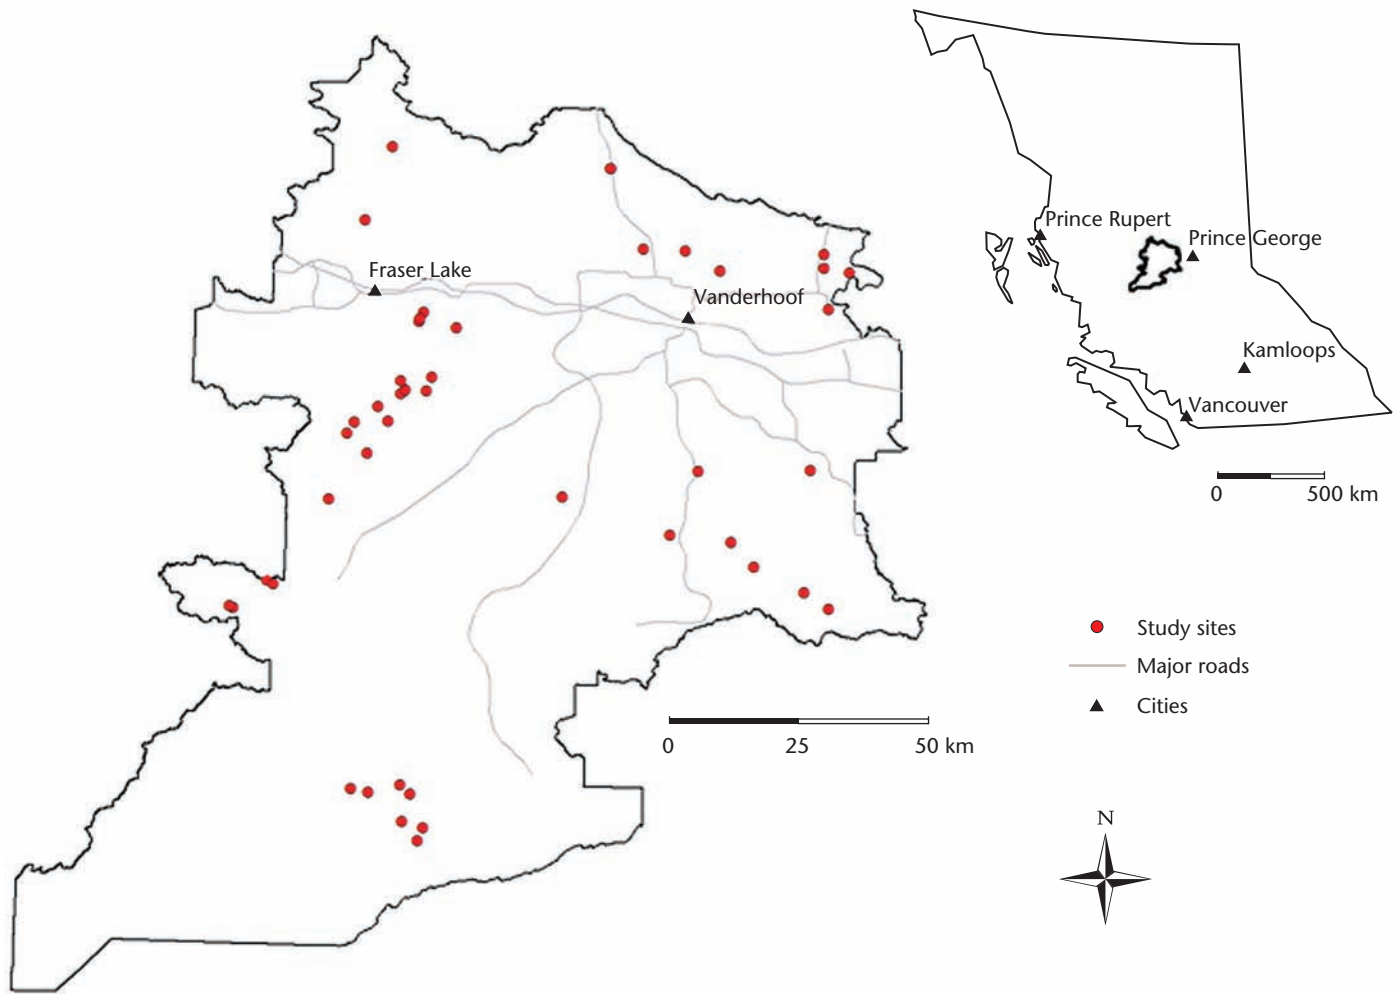 Prince Rupert
Prince George
Fraser Lake
Vanderhoof
Kamloops
Vancouver
0 500 km
Study sites
Major roads
Cities
0 25 50 km
N